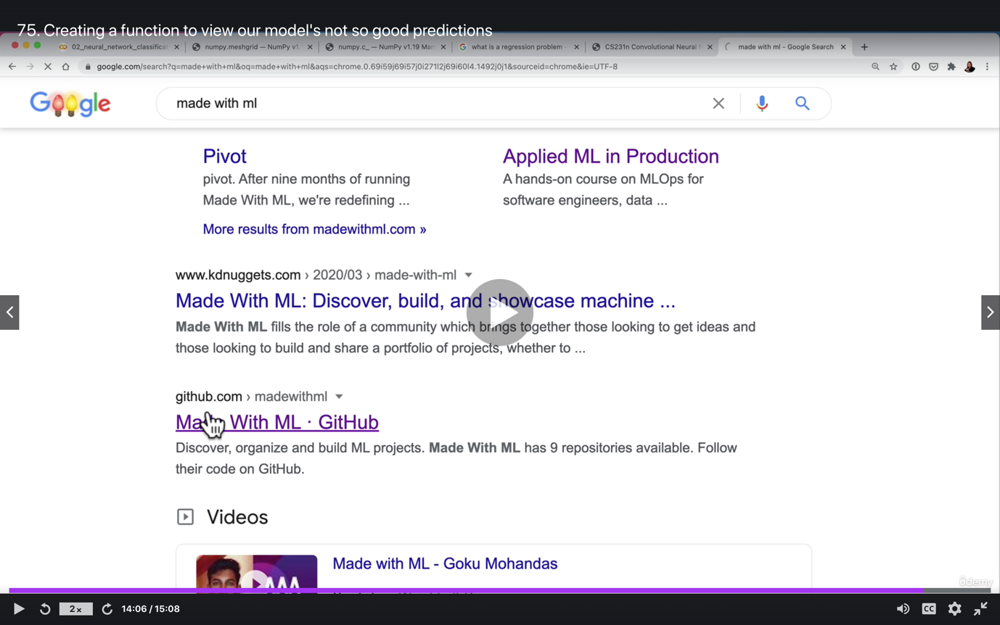 75. Creating a function to view our model's not so good predictions
02_neural_network_classificat
numpy.meshgrid — NumPy v1.
numpy.c_ — NumPy v1.19 Man
what is a regression problem -
CS231n Convolutional Neural N
made with ml - Google Search
google.com/search?q=made+with+ml&oq=made+with+ml&aqs=chrome.0.69i59j69i57j0i271l2j69i60l4.1492j0j1&sourceid=chrome&ie=UTF-8
Google
made with ml
Pivot
pivot. After nine months of running
Made With ML, we're redefining ...
Applied ML in Production
A hands-on course on MLOps for
software engineers, data ...
More results from madewithml.com »
www.kdnuggets.com › 2020/03 › made-with-ml
Made With ML: Discover, build, and showcase machine ...
Made With ML fills the role of a community which brings together those looking to get ideas and
those looking to build and share a portfolio of projects, whether to ...
github.com › madewithml
Made With ML · GitHub
Discover, organize and build ML projects. Made With ML has 9 repositories available. Follow
their code on GitHub.
Videos
Made with ML - Goku Mohandas
ûdemy
2x
14:06 / 15:08
CC